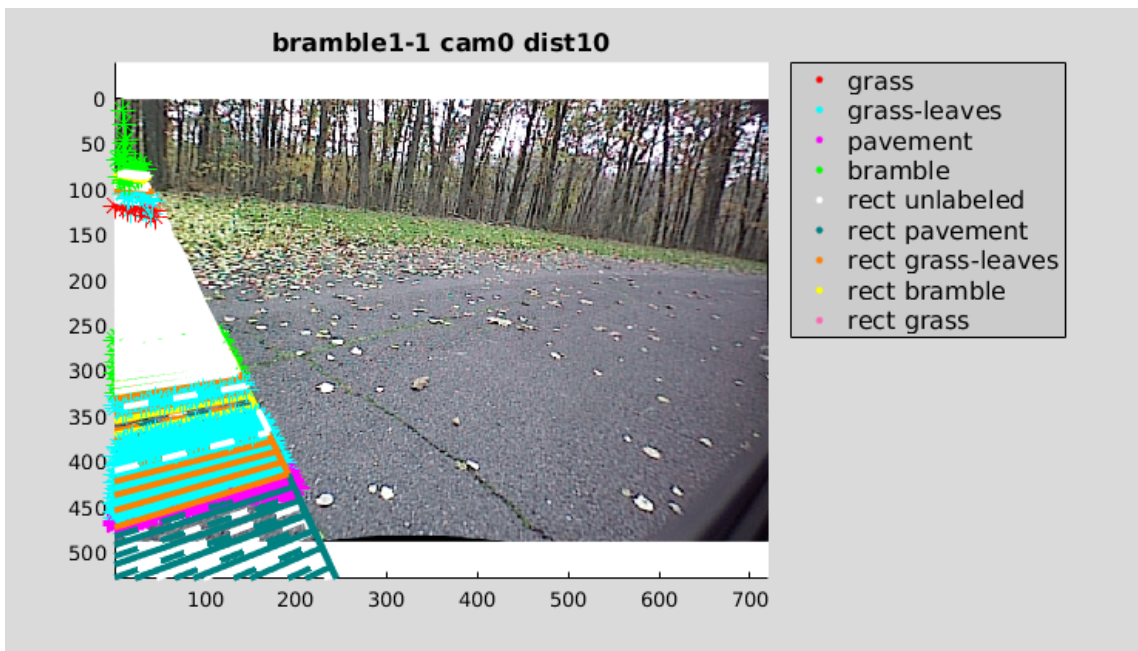 bramble1-1 cam0 dist10
0
50
100
150
200
250
300
350
400
450
500
100 200 300 400 500 600 700
grass
grass-leaves
pavement
bramble
rect unlabeled
rect pavement
rect grass-leaves
rect bramble
rect grass